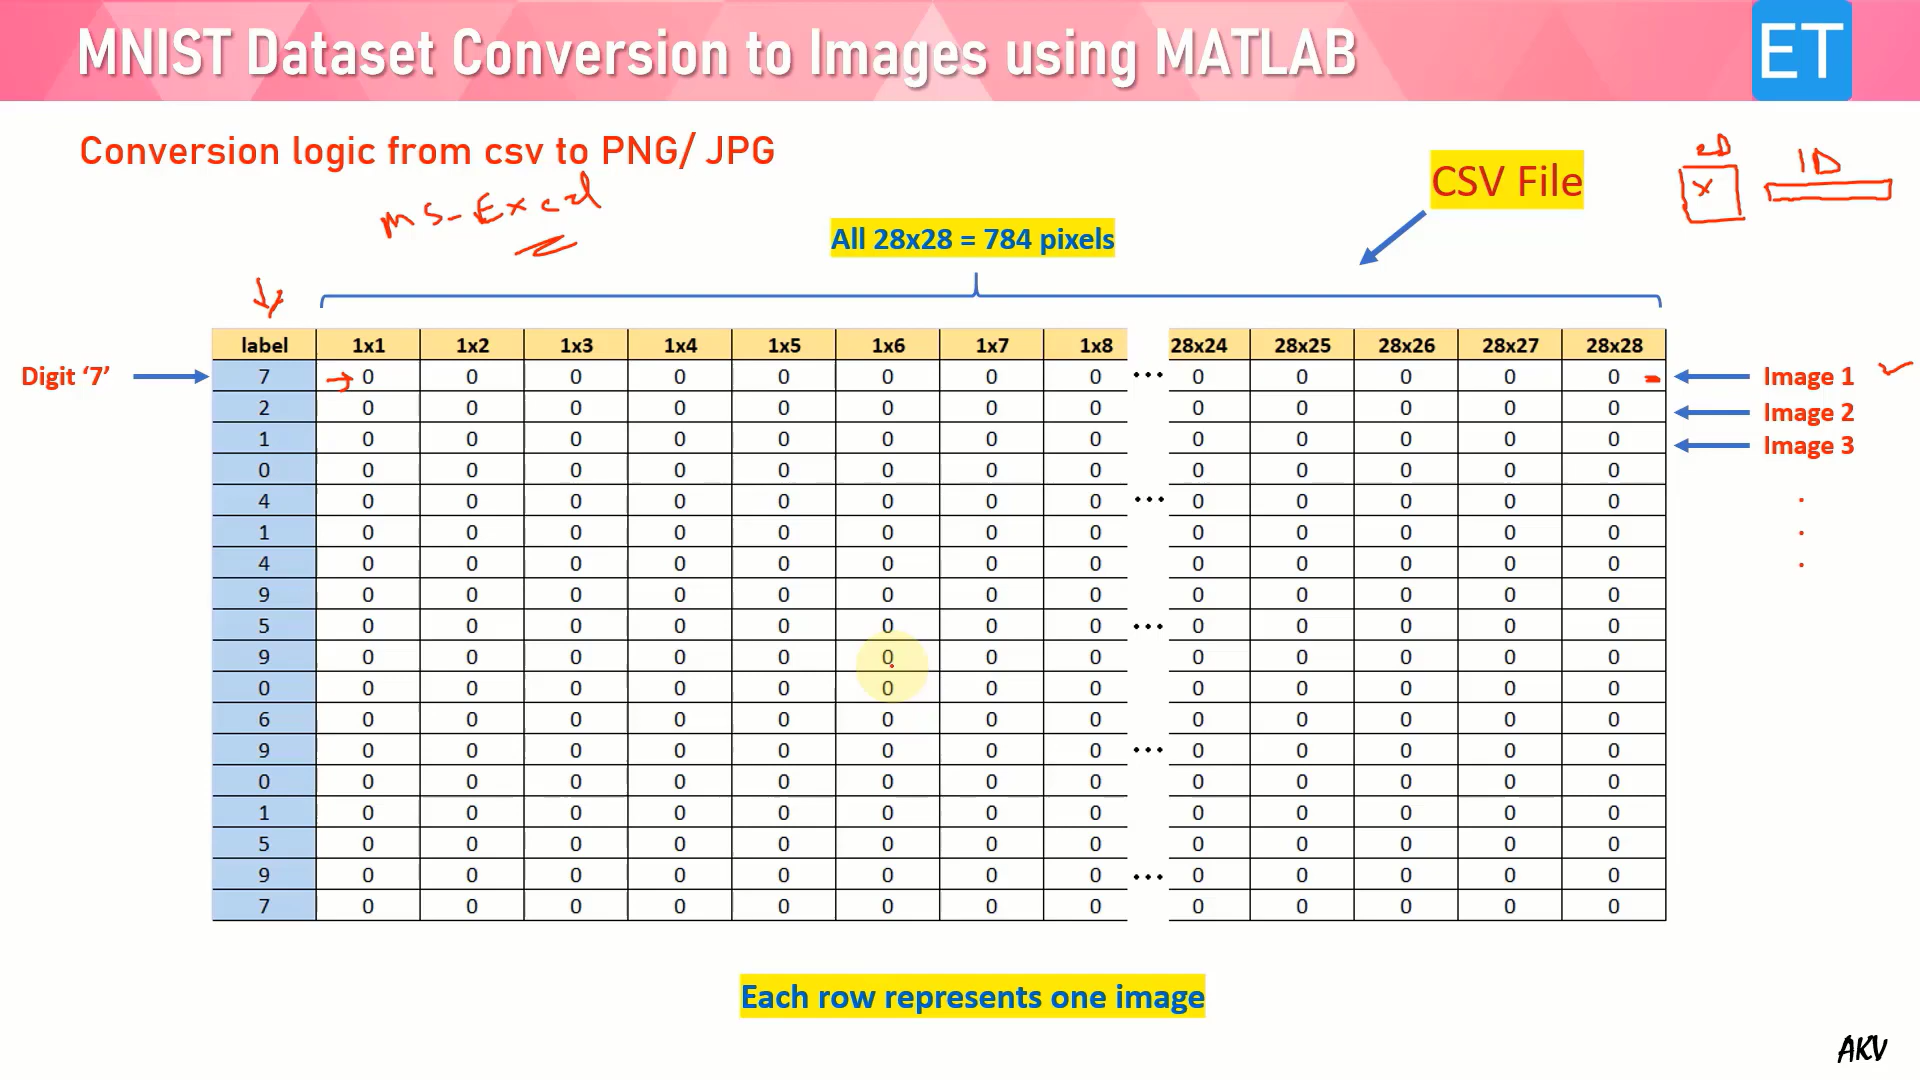 MNIST Dataset Conversion to Images using MATLAB
ET
Conversion logic from csv to PNG/ JPG
MS-Excel
CSV File
2D
1D
X
All 28x28 = 784 pixels
label 1x1 1x2 1x3 1x4 1x5 1x6 1x7 1x8 28x24 28x25 28x26 28x27 28x28
Digit ‘7’ 7 0 0 0 0 0 0 0 0 ... 0 0 0 0 0 Image 1
2 0 0 0 0 0 0 0 0 0 0 0 0 0 Image 2
1 0 0 0 0 0 0 0 0 0 0 0 0 0 Image 3
0 0 0 0 0 0 0 0 0 0 0 0 0 0
4 0 0 0 0 0 0 0 0 ... 0 0 0 0 0 .
1 0 0 0 0 0 0 0 0 0 0 0 0 0 .
4 0 0 0 0 0 0 0 0 0 0 0 0 0 .
9 0 0 0 0 0 0 0 0 0 0 0 0 0
5 0 0 0 0 0 0 0 0 ... 0 0 0 0 0
9 0 0 0 0 0 0 0 0 0 0 0 0 0
0 0 0 0 0 0 0 0 0 0 0 0 0 0
6 0 0 0 0 0 0 0 0 0 0 0 0 0
9 0 0 0 0 0 0 0 0 ... 0 0 0 0 0
0 0 0 0 0 0 0 0 0 0 0 0 0 0
1 0 0 0 0 0 0 0 0 0 0 0 0 0
5 0 0 0 0 0 0 0 0 0 0 0 0 0
9 0 0 0 0 0 0 0 0 ... 0 0 0 0 0
7 0 0 0 0 0 0 0 0 0 0 0 0 0
Each row represents one image
AKV